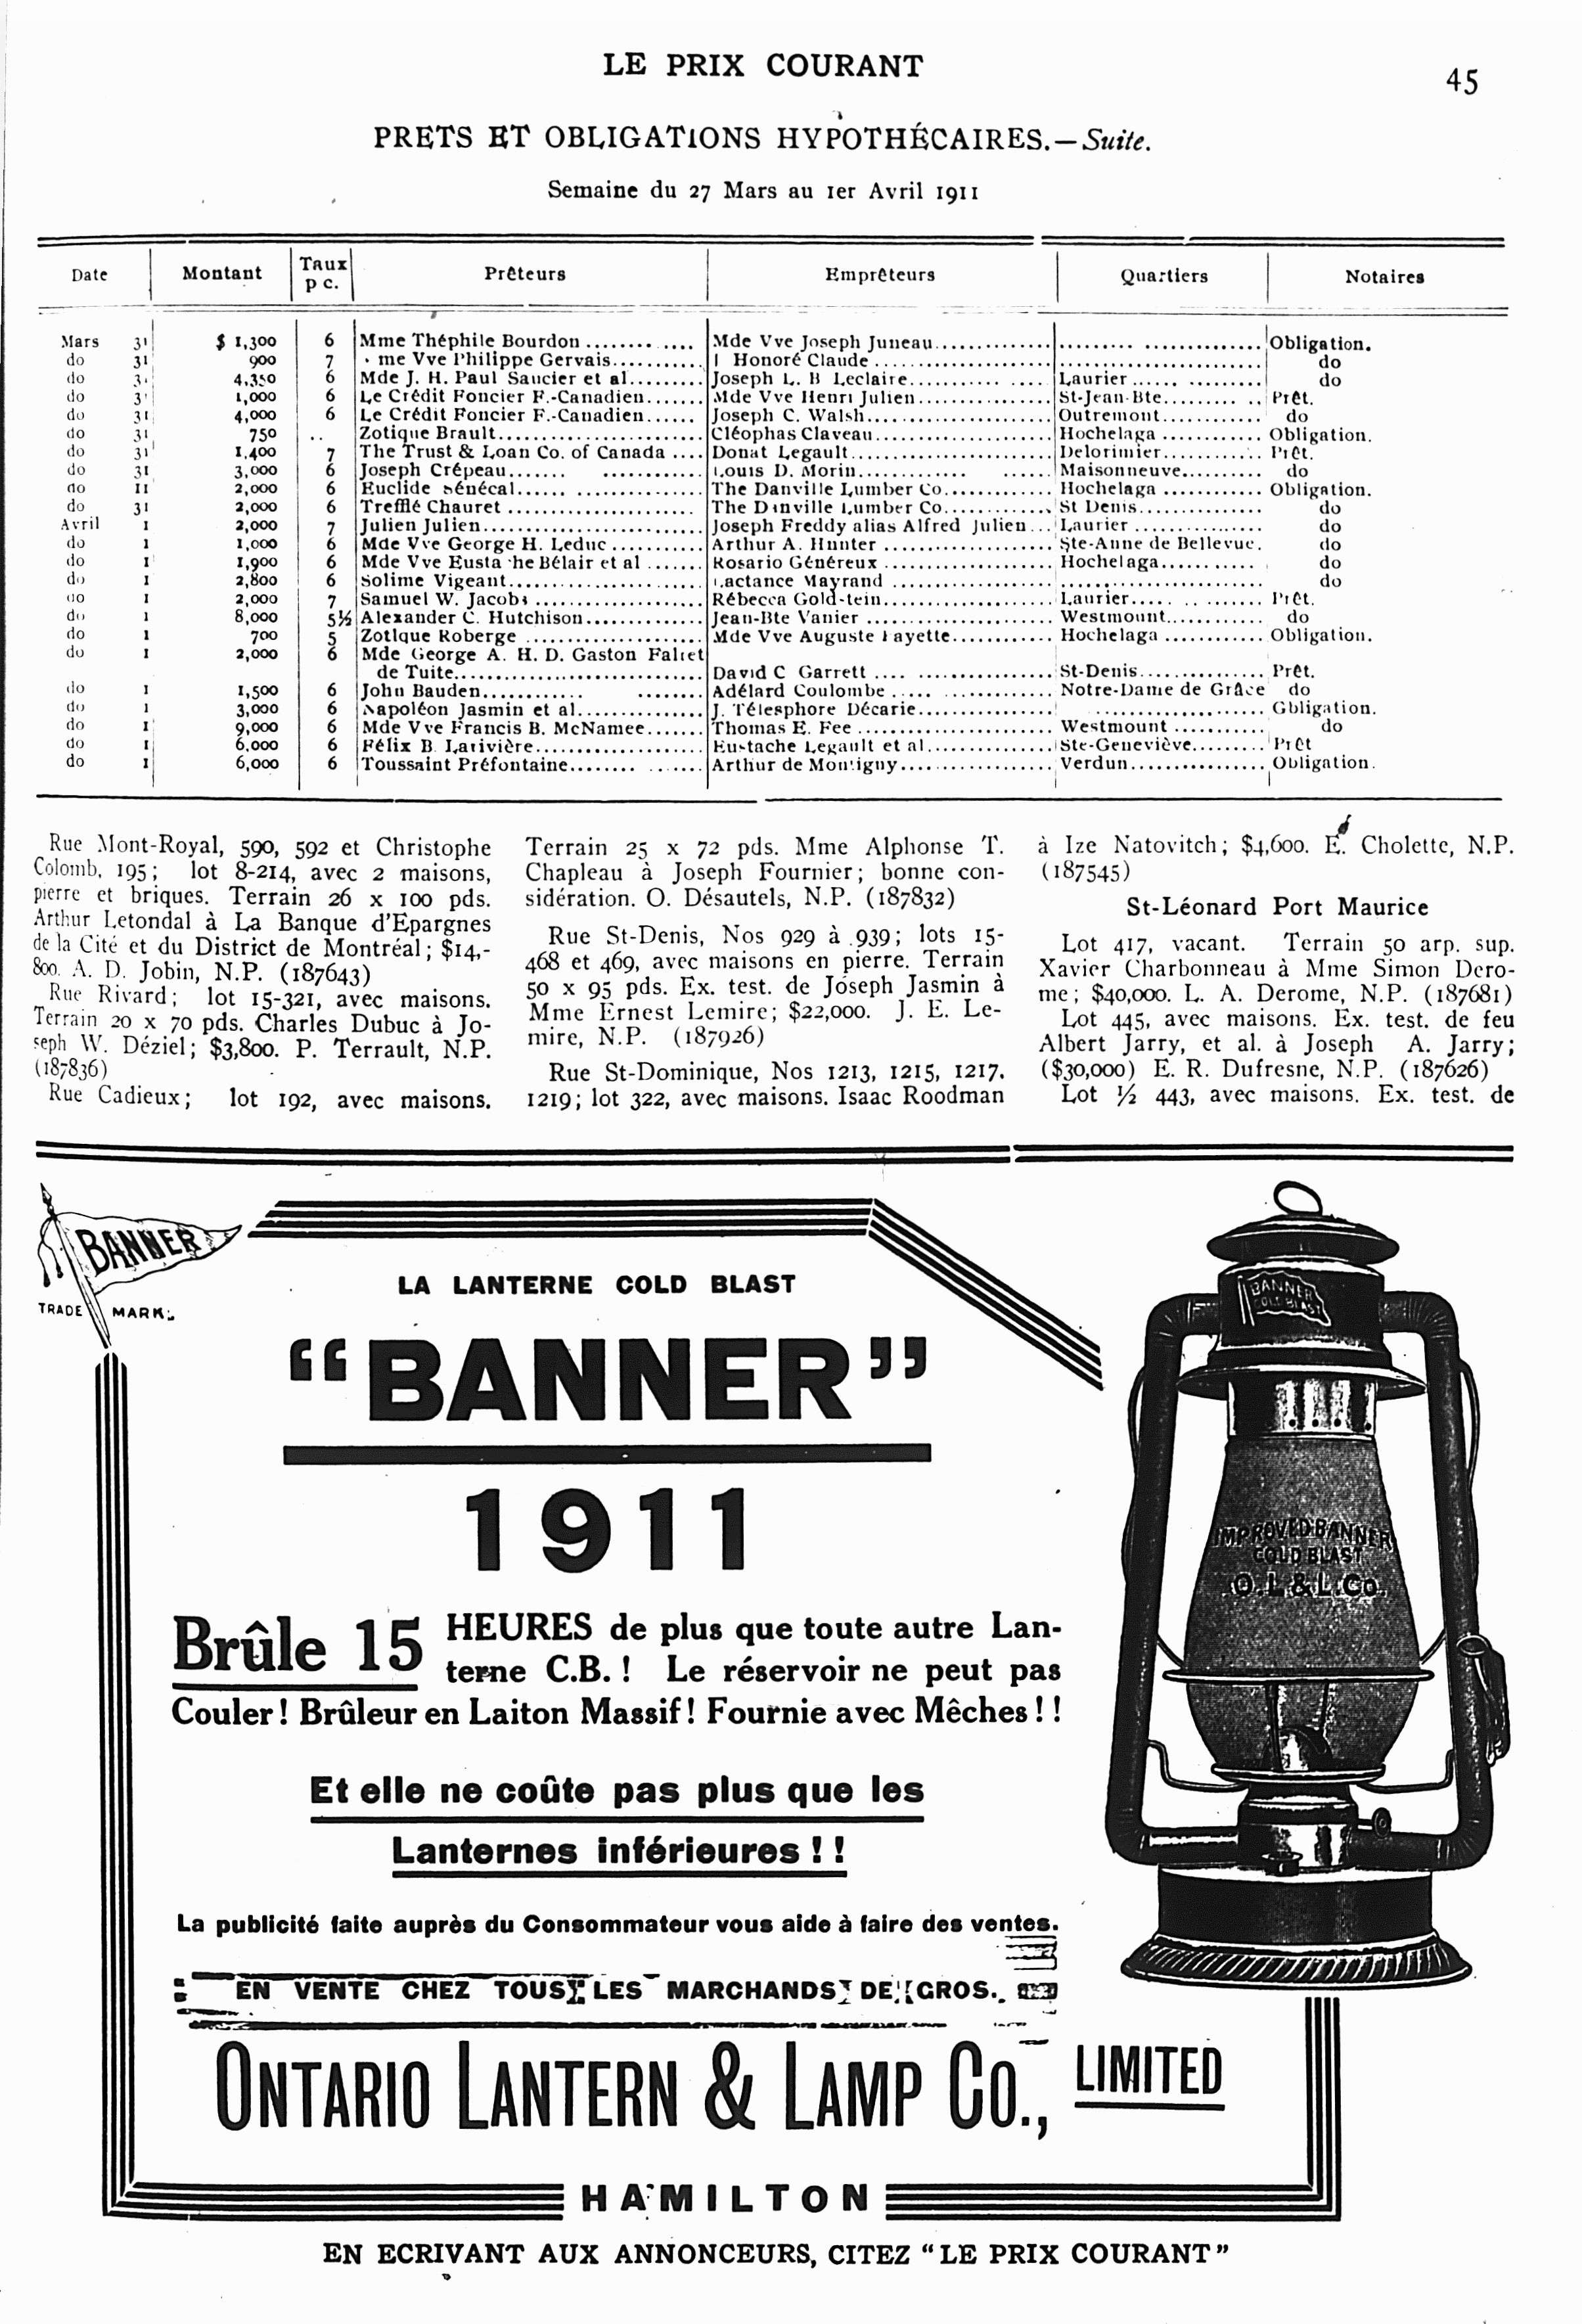 LE PRIX COURANT
45
PRETS ET OBLIGATIONS HYPOTHÉCAIRES.—Suite.
Semaine du 27 Mars au 1er Avril 1911
Date Montant Taux p c. Prêteurs Emprêteurs Quartiers Notaires
Mars 31 $ 1,300 6 Mme Théphile Bourdon Mde Vve Joseph Juneau Obligation.
do 31 900 7 me Vve Philippe Gervais Honoré Claude do
do 4,350 6 Mde J. H. Paul Saucier et al Joseph L. B Leclaire Laurier do
do 1,000 6 Le Crédit Foncier F.-Canadien Mde Vve Henri Julien St-Jean-Bte Prêt.
do 31 4,000 6 Le Crédit Foncier F.-Canadien Joseph C. Walsh Outremont do
do 31 750 .. Zotique Brault Cléophas Claveau Hochelaga Obligation.
do 31 1,400 7 The Trust & Loan Co. of Canada Donat Legault Delorimier Prêt.
do 31 3,000 6 Joseph Crépeau Louis D. Morin Maisonneuve do
do 11 2,000 6 Euclide Sénécal The Danville Lumber Co Hochelaga Obligation.
do 31 2,000 6 Trefflé Chauret The Danville Lumber Co St Denis do
Avril 1 2,000 7 Julien Julien Joseph Freddy alias Alfred Julien Laurier do
do 1 1,000 6 Mde Vve George H. Leduc Arthur A. Hunter Ste-Anne de Bellevue. do
do 1 1,900 6 Mde Vve Eusta he Bélair et al Rosario Généreux Hochelaga do
do 1 2,800 6 Solime Vigeant Lactance Mayrand do
do 1 2,000 7 Samuel W. Jacobs Rébecca Gold-tein Laurier Prêt.
do 1 8,000 5½ Alexander C. Hutchison Jean-Bte Vanier Westmount do
do 1 700 5 Zotique Roberge Mde Vve Auguste Fayette Hochelaga Obligation.
do 1 2,000 6 Mde George A. H. D. Gaston
de Tuite David C Garrett St-Denis Prêt.
do 1 1,500 6 John Bauden Adélard Coulombe Notre-Dame de Grâce do
do 1 3,000 6 Napoléon Jasmin et al J. Télesphore Décarie Gbligation.
do 1 9,000 6 Mde Vve Francis B. McNamee Thomas E. Fee Westmount do
do 1 6,000 6 Félix B. Larivière Eustache Legault et al Ste-Geneviève Prêt
do 1 6,000 6 Toussaint Préfontaine Arthur de Montigny Verdun Obligation.
Rue Mont-Royal, 590, 592 et Christophe
Colomb, 195; lot 8-214, avec 2 maisons,
pierre et briques. Terrain 26 x 100 pds.
Arthur Letondal à La Banque d'Epargnes
de la Cité et du District de Montréal; $14,-
800. A. D. Jobin, N.P. (187643)
Rue Rivard; lot 15-321, avec maisons.
Terrain 20 x 70 pds. Charles Dubuc à Jo-
seph W. Déziel; $3,800. P. Terrault, N.P.
(187836)
Rue Cadieux; lot 192, avec maisons.
Terrain 25 x 72 pds. Mme Alphonse T.
Chapleau à Joseph Fournier; bonne con-
sidération. O. Désautels, N.P. (187832)
Rue St-Denis, Nos 929 à 939; lots 15-
468 et 469, avec maisons en pierre. Terrain
50 x 95 pds. Ex. test. de Joseph Jasmin à
Mme Ernest Lemire; $22,000. J. E. Le-
mire, N.P. (187926)
Rue St-Dominique, Nos 1213, 1215, 1217,
1219; lot 322, avec maisons. Isaac Roodman
à Ize Natovitch; $4,600. E. Cholette, N.P.
(187545)
St-Léonard Port Maurice
Lot 417, vacant. Terrain 50 arp. sup.
Xavier Charbonneau à Mme Simon Dero-
me; $40,000. L. A. Derome, N.P. (187681)
Lot 445, avec maisons. Ex. test. de feu
Albert Jarry, et al. à Joseph A. Jarry;
($30,000) E. R. Dufresne, N.P. (187626)
Lot ½ 443, avec maisons. Ex. test. de
BANNER
TRADE MARK.
LA LANTERNE COLD BLAST
“BANNER”
1911
Brûle 15 HEURES de plus que toute autre Lan-
terne C.B.! Le réservoir ne peut pas
Couler! Brûleur en Laiton Massif! Fournie avec Mêches!!
Et elle ne coûte pas plus que les
Lanternes inférieures!!
La publicité faite auprès du Consommateur vous aide à faire des ventes.
EN VENTE CHEZ TOUS LES MARCHANDS DE GROS.
ONTARIO LANTERN & LAMP CO., LIMITED
HAMILTON
BANNER
COLD BLAST
IMPROVED BANNER
COLD BLAST
O.L.&L.Co.
EN ECRIVANT AUX ANNONCEURS, CITEZ “LE PRIX COURANT”